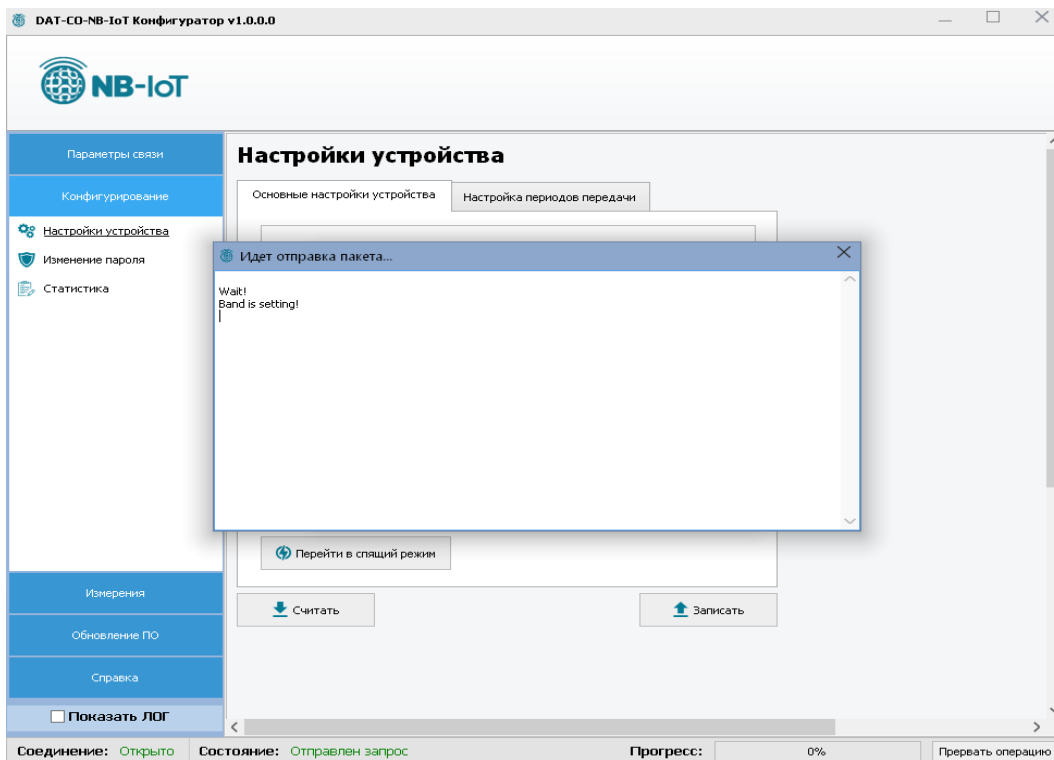 DAT-CO-NB-IoT Конфигуратор v1.0.0.0
NB-IoT
Параметры связи
Конфигурирование
Настройки устройства
Изменение пароля
Статистика
Измерения
Обновление ПО
Справка
Показать ЛОГ
Настройки устройства
Основные настройки устройства
Настройка периодов передачи
Идет отправка пакета...
Wait!
Band is setting!
Перейти в спящий режим
Считать
Записать
Соединение: Открыто Состояние: Отправлен запрос Прогресс: 0% Прервать операцию